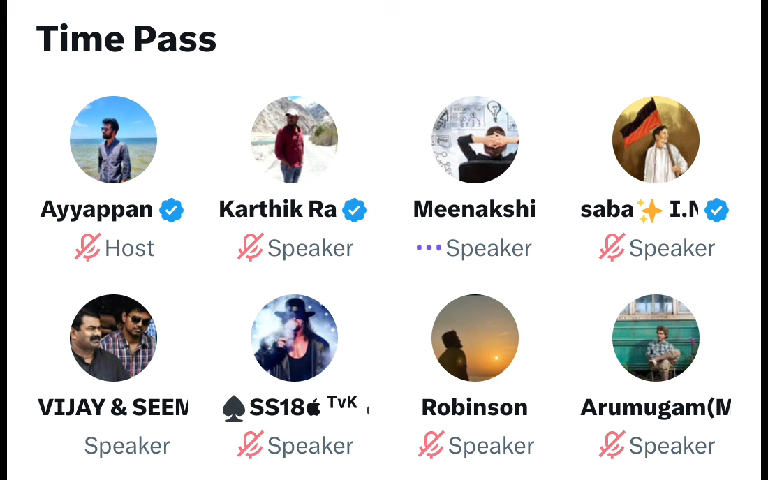 Time Pass
Ayyappan Karthik Ra Meenakshi saba✨ I.N
Host Speaker Speaker Speaker
VIJAY & SEEM ♠SS18 ᵀᵛᴷ Robinson Arumugam(M
Speaker Speaker Speaker Speaker